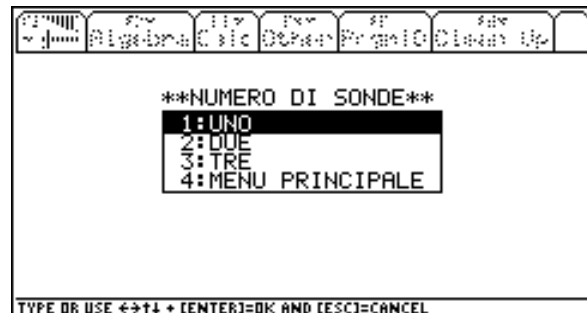 Algebra Calc Other PrgmIO Clean Up
**NUMERO DI SONDE**
1:UNO
2:DUE
3:TRE
4:MENU PRINCIPALE
TYPE OR USE ←→↑↓ + [ENTER]=OK AND [ESC]=CANCEL